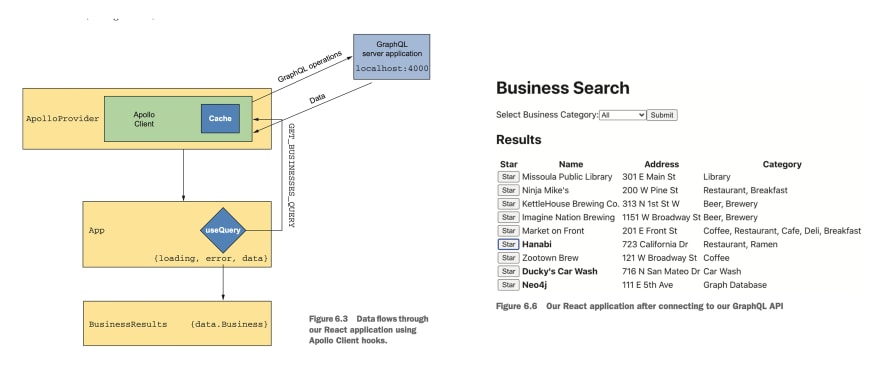 GraphQL
server application
localhost:4000
GraphQL operations
Data
ApolloProvider
Apollo
Client
Cache
GET_BUSINESSES_QUERY
App
useQuery
{loading, error, data}
BusinessResults {data.Business}
Figure 6.3 Data flows through
our React application using
Apollo Client hooks.
Business Search
Select Business Category: All Submit
Results
Star Name Address Category
Star Missoula Public Library 301 E Main St Library
Star Ninja Mike's 200 W Pine St Restaurant, Breakfast
Star KettleHouse Brewing Co. 313 N 1st St W Beer, Brewery
Star Imagine Nation Brewing 1151 W Broadway St Beer, Brewery
Star Market on Front 201 E Front St Coffee, Restaurant, Cafe, Deli, Breakfast
Star Hanabi 723 California Dr Restaurant, Ramen
Star Zootown Brew 121 W Broadway St Coffee
Star Ducky's Car Wash 716 N San Mateo Dr Car Wash
Star Neo4j 111 E 5th Ave Graph Database
Figure 6.6 Our React application after connecting to our GraphQL API